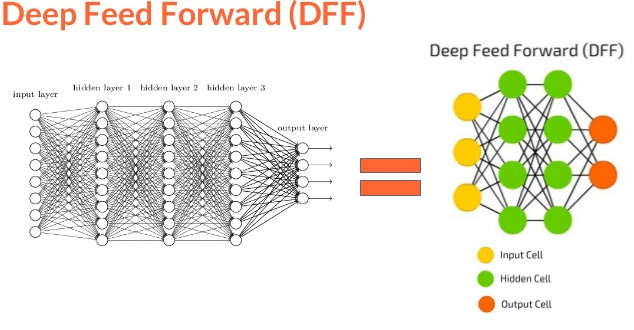 Deep Feed Forward (DFF)
Deep Feed Forward (DFF)
input layer
hidden layer 1 hidden layer 2 hidden layer 3
output layer
Input Cell
Hidden Cell
Output Cell